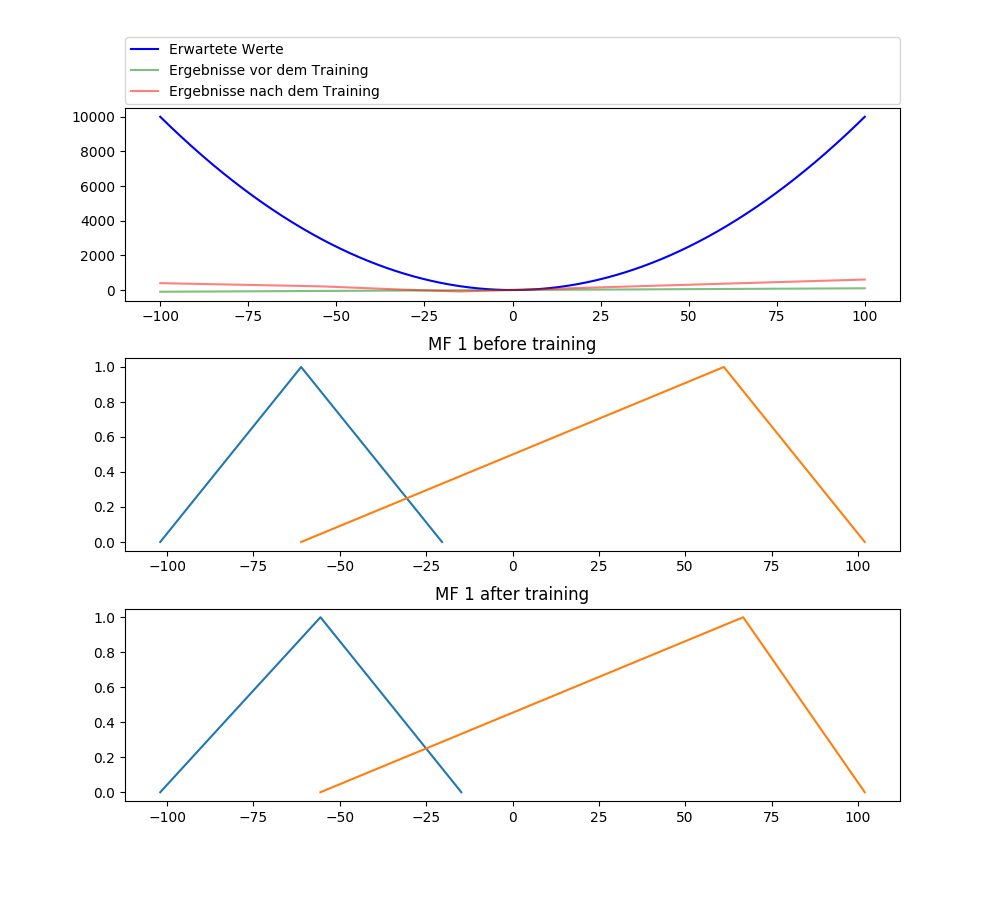 Erwartete Werte
Ergebnisse vor dem Training
Ergebnisse nach dem Training
10000
8000
6000
4000
2000
0
−100 −75 −50 −25 0 25 50 75 100
MF 1 before training
1.0
0.8
0.6
0.4
0.2
0.0
−100 −75 −50 −25 0 25 50 75 100
MF 1 after training
1.0
0.8
0.6
0.4
0.2
0.0
−100 −75 −50 −25 0 25 50 75 100